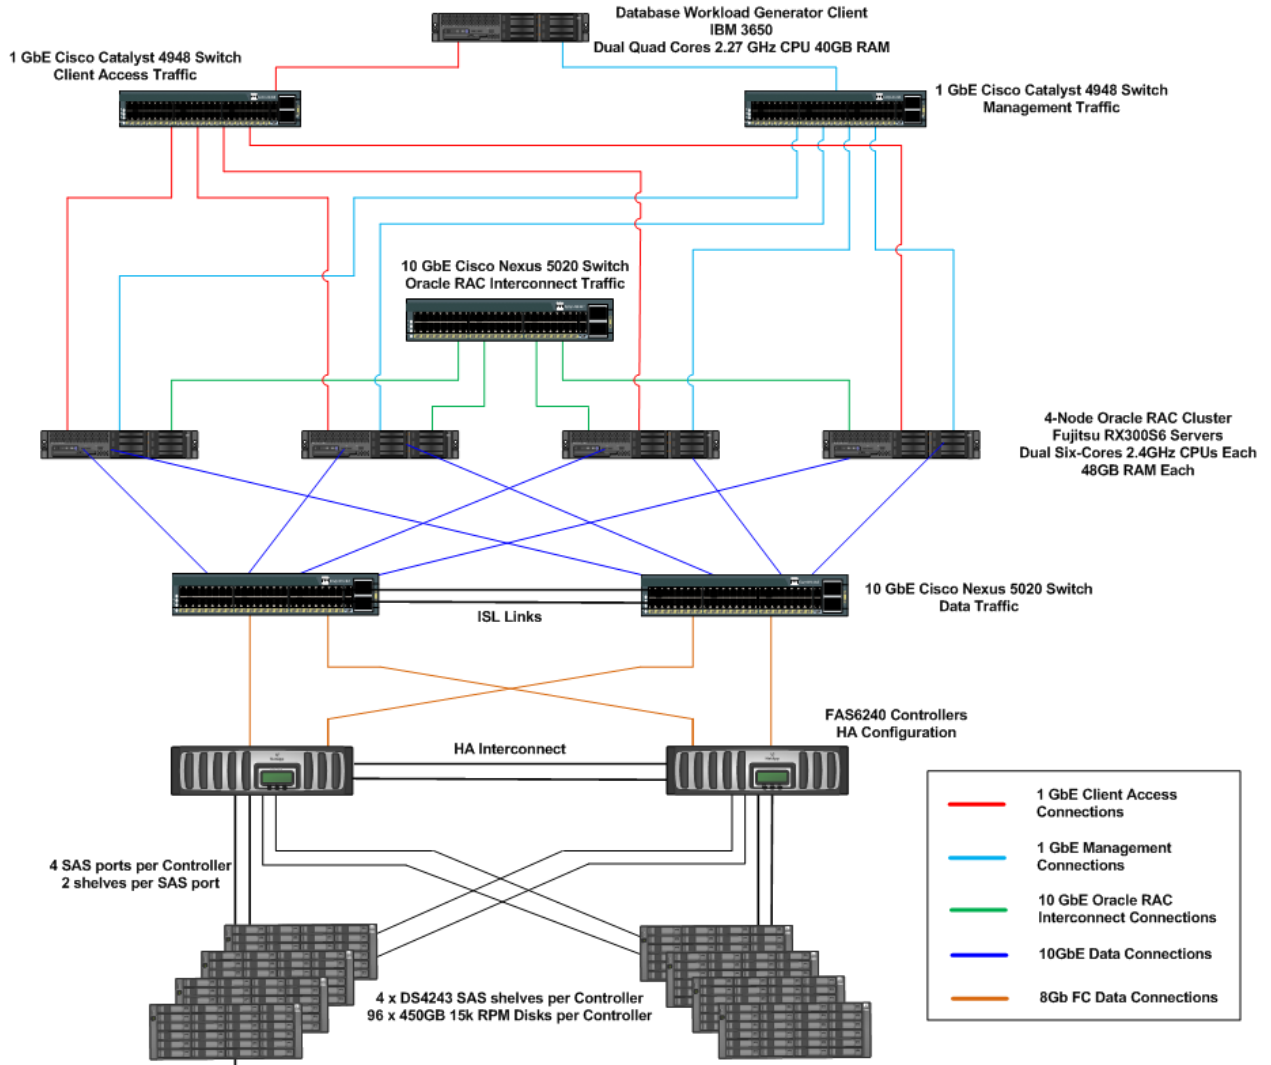 Database Workload Generator Client
IBM 3650
Dual Quad Cores 2.27 GHz CPU 40GB RAM
1 GbE Cisco Catalyst 4948 Switch
Client Access Traffic
1 GbE Cisco Catalyst 4948 Switch
Management Traffic
10 GbE Cisco Nexus 5020 Switch
Oracle RAC Interconnect Traffic
4-Node Oracle RAC Cluster
Fujitsu RX300S6 Servers
Dual Six-Cores 2.4GHz CPUs Each
48GB RAM Each
10 GbE Cisco Nexus 5020 Switch
Data Traffic
ISL Links
FAS6240 Controllers
HA Configuration
HA Interconnect
4 SAS ports per Controller
2 shelves per SAS port
4 x DS4243 SAS shelves per Controller
96 x 450GB 15k RPM Disks per Controller
1 GbE Client Access
Connections
1 GbE Management
Connections
10 GbE Oracle RAC
Interconnect Connections
10GbE Data Connections
8Gb FC Data Connections